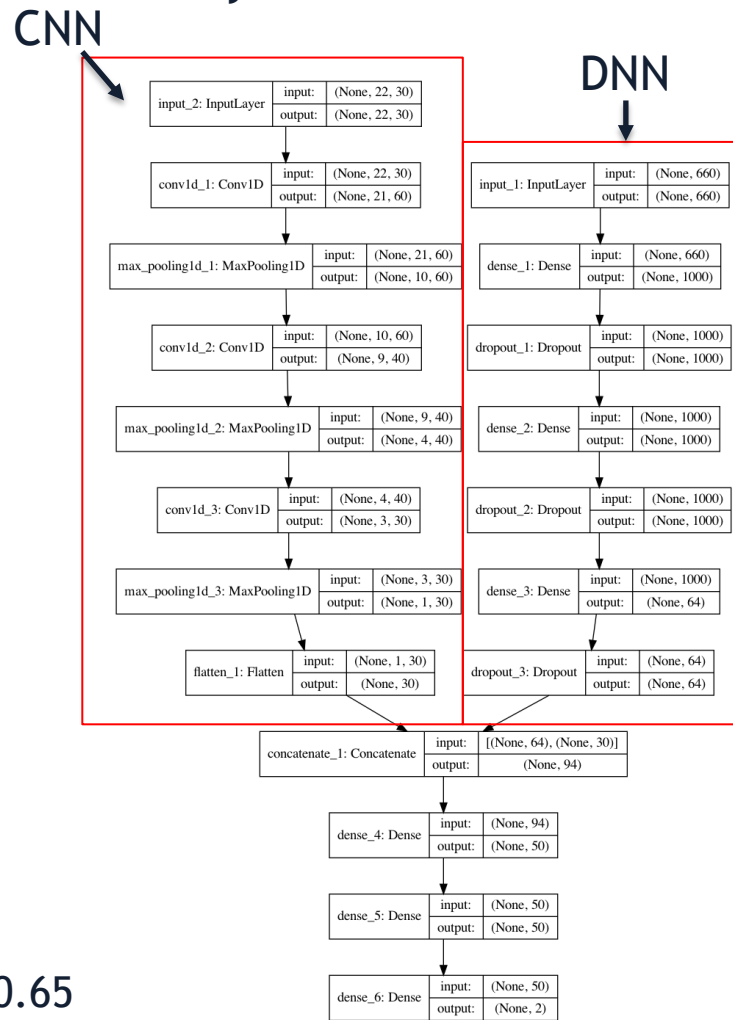 CNN
input_2: InputLayer input: (None, 22, 30)
output: (None, 22, 30)
conv1d_1: Conv1D input: (None, 22, 30)
output: (None, 21, 60)
max_pooling1d_1: MaxPooling1D input: (None, 21, 60)
output: (None, 10, 60)
conv1d_2: Conv1D input: (None, 10, 60)
output: (None, 9, 40)
max_pooling1d_2: MaxPooling1D input: (None, 9, 40)
output: (None, 4, 40)
conv1d_3: Conv1D input: (None, 4, 40)
output: (None, 3, 30)
max_pooling1d_3: MaxPooling1D input: (None, 3, 30)
output: (None, 1, 30)
flatten_1: Flatten input: (None, 1, 30)
output: (None, 30)
DNN
input_1: InputLayer input: (None, 660)
output: (None, 660)
dense_1: Dense input: (None, 660)
output: (None, 1000)
dropout_1: Dropout input: (None, 1000)
output: (None, 1000)
dense_2: Dense input: (None, 1000)
output: (None, 1000)
dropout_2: Dropout input: (None, 1000)
output: (None, 1000)
dense_3: Dense input: (None, 1000)
output: (None, 64)
dropout_3: Dropout input: (None, 64)
output: (None, 64)
concatenate_1: Concatenate input: [(None, 64), (None, 30)]
output: (None, 94)
dense_4: Dense input: (None, 94)
output: (None, 50)
dense_5: Dense input: (None, 50)
output: (None, 50)
dense_6: Dense input: (None, 50)
output: (None, 2)
0.65